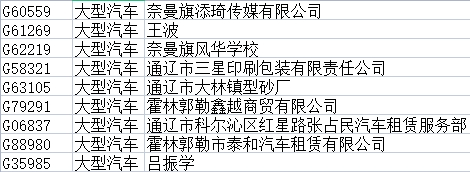 G60559 大型汽车 奈曼旗添琦传媒有限公司
G61269 大型汽车 王波
G62219 大型汽车 奈曼旗风华学校
G58321 大型汽车 通辽市三星印刷包装有限责任公司
G63105 大型汽车 通辽市大林镇型砂厂
G79291 大型汽车 霍林郭勒鑫越商贸有限公司
G06837 大型汽车 通辽市科尔沁区红星路张占民汽车租赁服务部
G88980 大型汽车 霍林郭勒市泰和汽车租赁有限公司
G35985 大型汽车 吕振学